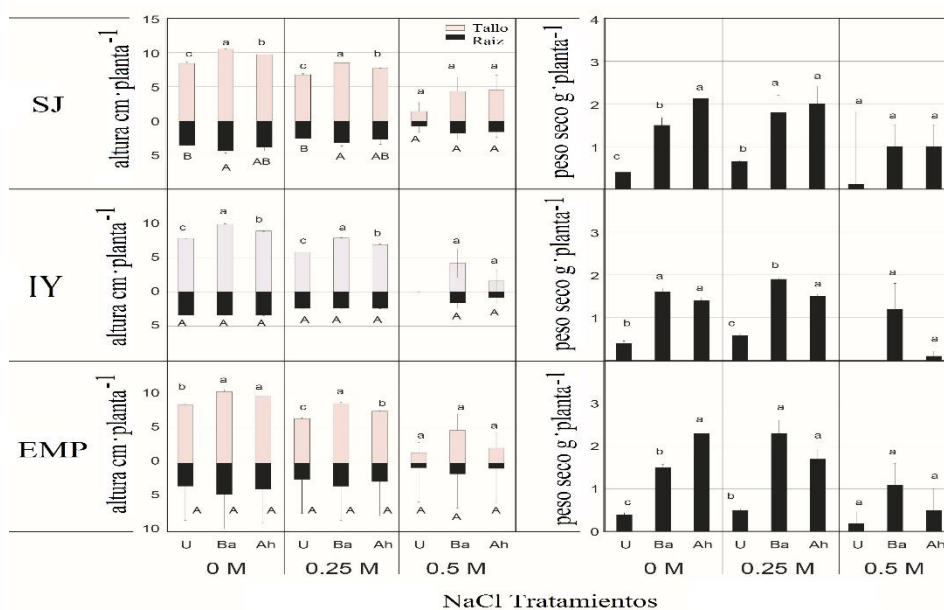 SJ
altura cm·planta-1
15
10
5
0
5
Tallo
Raiz
c a b c a b a a a
B A AB B A AB A A A
peso seco g·planta-1
4
3
2
1
c b a b a a a a a
IY
altura cm·planta-1
10
5
0
5
c a b c a b a a
A A A A A A A A
peso seco g·planta-1
3
2
1
b a a c b a a a
EMP
altura cm·planta-1
10
5
0
5
10
b a a c a b a a a
A A A A A A A A A
peso seco g·planta-1
3
2
1
0
c b a b a a a a a
U Ba Ah U Ba Ah U Ba Ah U Ba Ah U Ba Ah U Ba Ah
0 M 0.25 M 0.5 M 0 M 0.25 M 0.5 M
NaCl Tratamientos